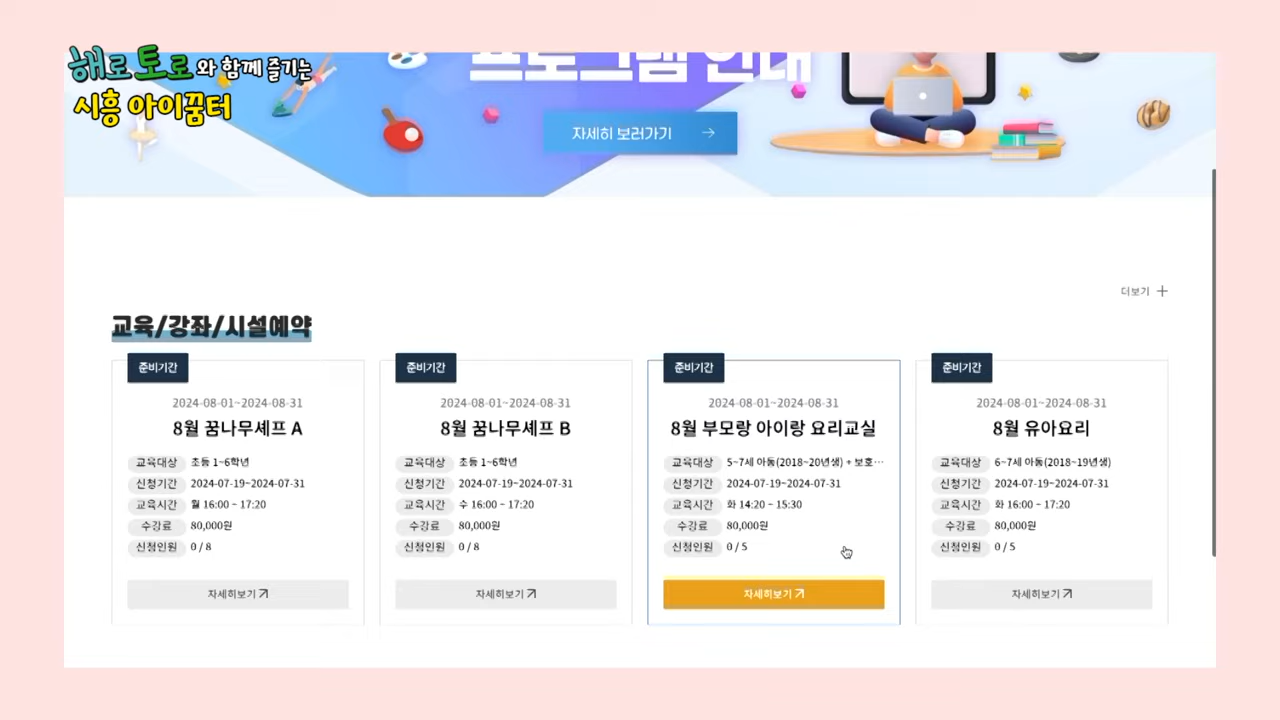 해로 토로와 함께 즐기는
시흥 아이꿈터
프로그램 안내
자세히 보러가기 →
더보기 +
교육/강좌/시설예약
준비기간
2024-08-01~2024-08-31
8월 꿈나무셰프 A
교육대상 초등 1~6학년
신청기간 2024-07-19~2024-07-31
교육시간 월 16:00 ~ 17:20
수강료 80,000원
신청인원 0 / 8
자세히보기
준비기간
2024-08-01~2024-08-31
8월 꿈나무셰프 B
교육대상 초등 1~6학년
신청기간 2024-07-19~2024-07-31
교육시간 수 16:00 ~ 17:20
수강료 80,000원
신청인원 0 / 8
자세히보기
준비기간
2024-08-01~2024-08-31
8월 부모랑 아이랑 요리교실
교육대상 5~7세 아동(2018~20년생) + 보호…
신청기간 2024-07-19~2024-07-31
교육시간 화 14:20 ~ 15:30
수강료 80,000원
신청인원 0 / 5
자세히보기
준비기간
2024-08-01~2024-08-31
8월 유아요리
교육대상 6~7세 아동(2018~19년생)
신청기간 2024-07-19~2024-07-31
교육시간 화 16:00 ~ 17:20
수강료 80,000원
신청인원 0 / 5
자세히보기